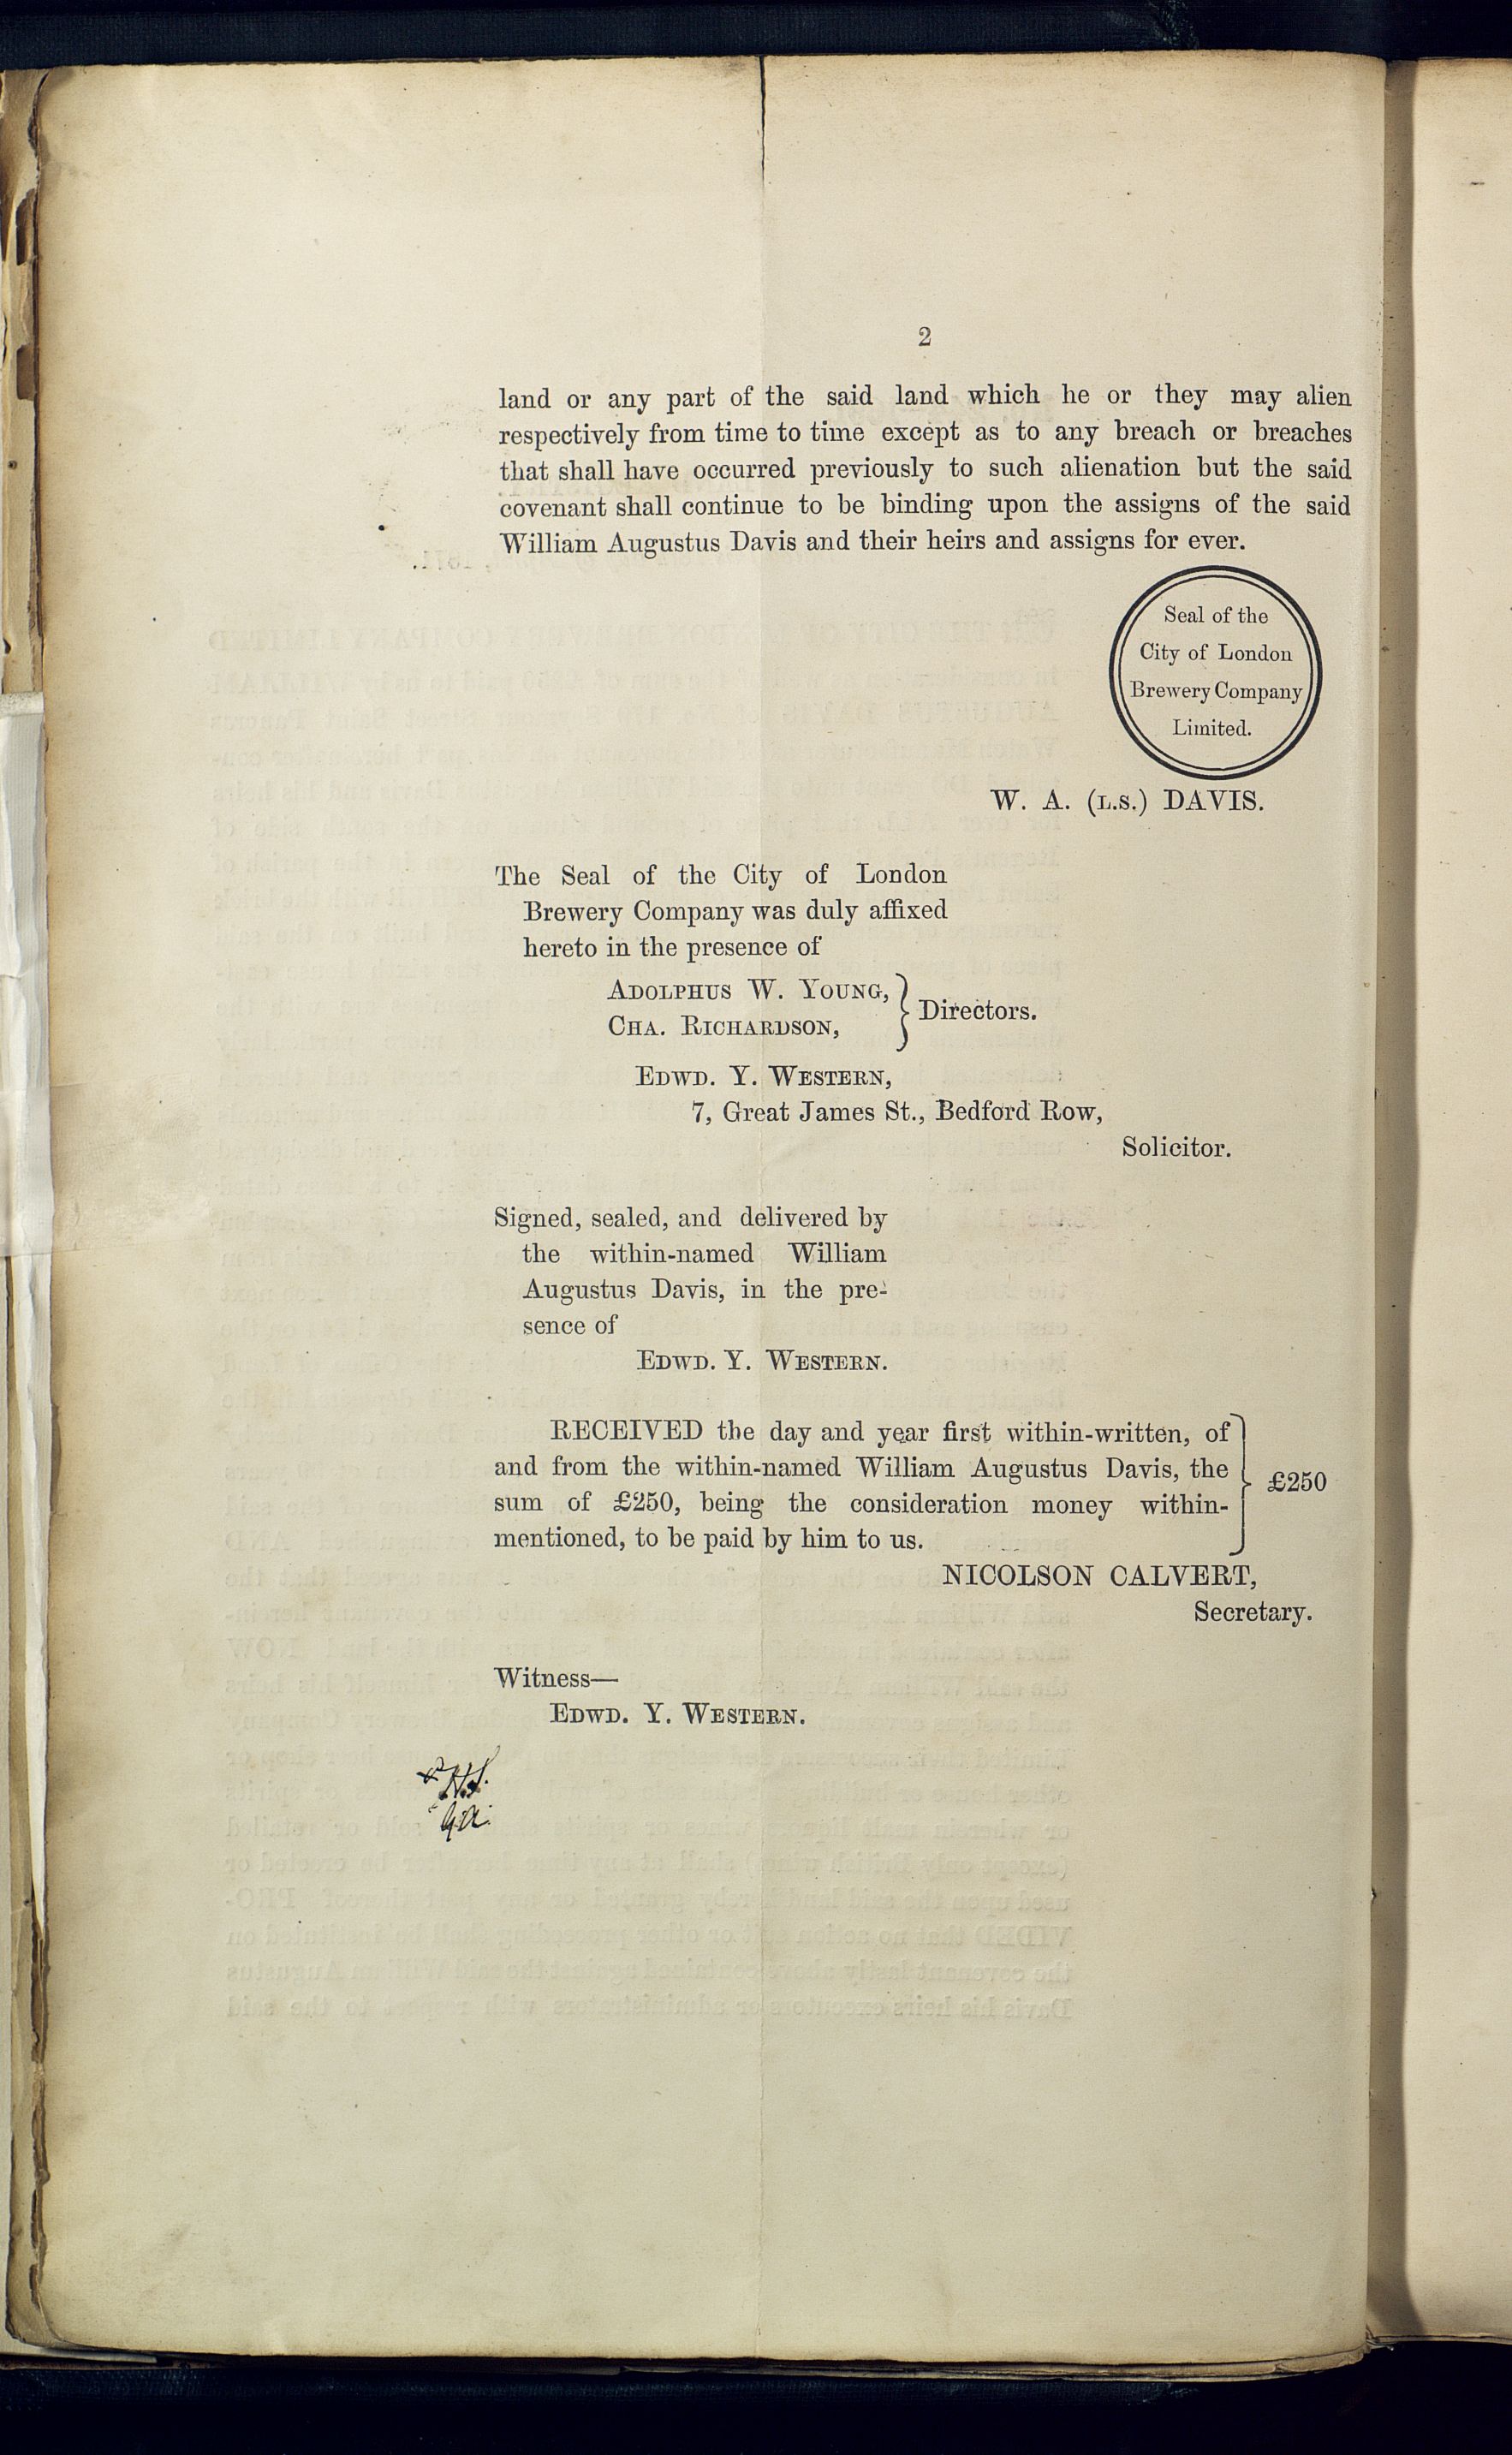 2
land or any part of the said land which he or they may alien
respectively from time to time except as to any breach or breaches
that shall have occurred previously to such alienation but the said
covenant shall continue to be binding upon the assigns of the said
William Augustus Davis and their heirs and assigns for ever.
Seal of the
City of London
Brewery Company
Limited.
W. A. (L.S.) DAVIS.
The Seal of the City of London
Brewery Company was duly affixed
hereto in the presence of
ADOLPHUS W. YOUNG,
CHA. RICHARDSON,
Directors.
EDWD. Y. WESTERN,
7, Great James St., Bedford Row,
Solicitor.
Signed, sealed, and delivered by
the within-named William
Augustus Davis, in the pre-
sence of
EDWD. Y. WESTERN.
RECEIVED the day and year first within-written, of
and from the within-named William Augustus Davis, the
sum of £250, being the consideration money within-
mentioned, to be paid by him to us.
£250
NICOLSON CALVERT,
Secretary.
Witness—
EDWD. Y. WESTERN.